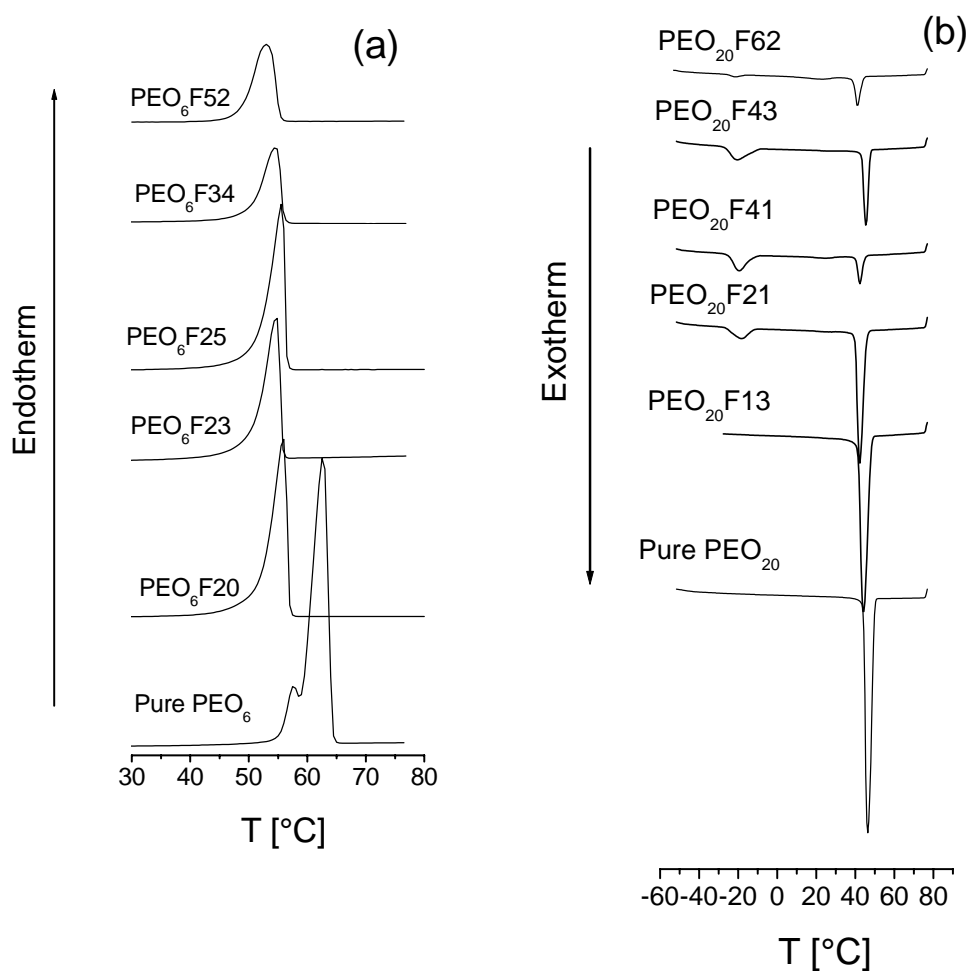 (a)
PEO₆F52
PEO₆F34
PEO₆F25
PEO₆F23
PEO₆F20
Pure PEO₆
Endotherm
30 40 50 60 70 80
T [°C]
(b)
PEO₂₀F62
PEO₂₀F43
PEO₂₀F41
PEO₂₀F21
PEO₂₀F13
Pure PEO₂₀
Exotherm
-60 -40 -20 0 20 40 60 80
T [°C]